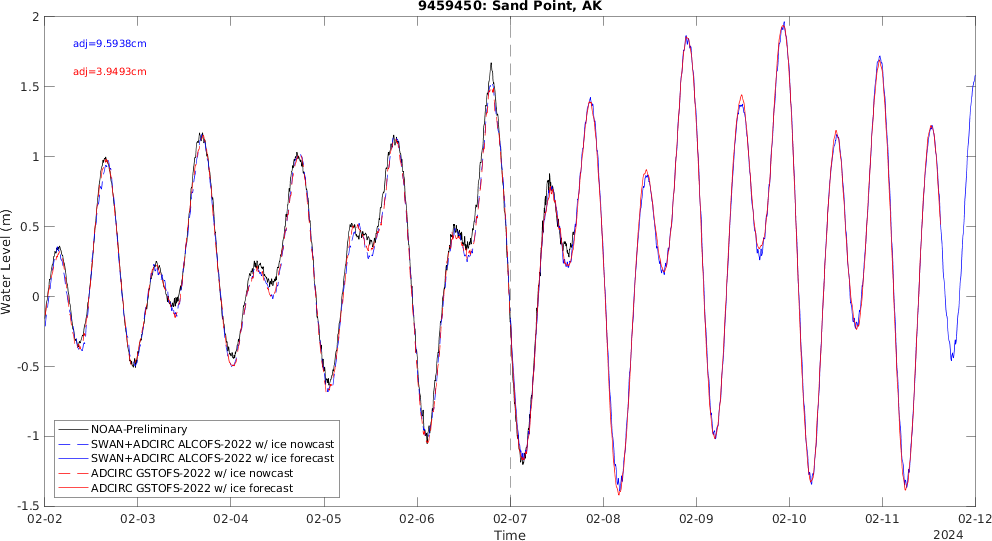 9459450: Sand Point, AK
adj=9.5938cm
adj=3.9493cm
Water Level (m)
2
1.5
1
0.5
0
-0.5
-1
-1.5
NOAA-Preliminary
SWAN+ADCIRC ALCOFS-2022 w/ ice nowcast
SWAN+ADCIRC ALCOFS-2022 w/ ice forecast
ADCIRC GSTOFS-2022 w/ ice nowcast
ADCIRC GSTOFS-2022 w/ ice forecast
02-02 02-03 02-04 02-05 02-06 02-07 02-08 02-09 02-10 02-11 02-12
Time
2024